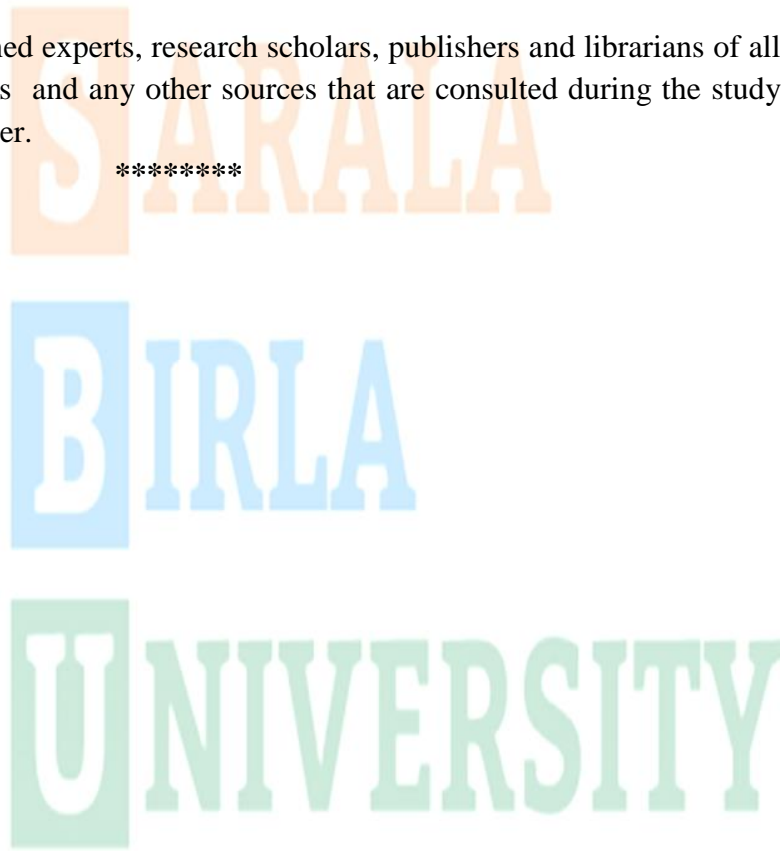 ned experts, research scholars, publishers and librarians of all
s and any other sources that are consulted during the study
er.
********
SARALA
BIRLA
UNIVERSITY